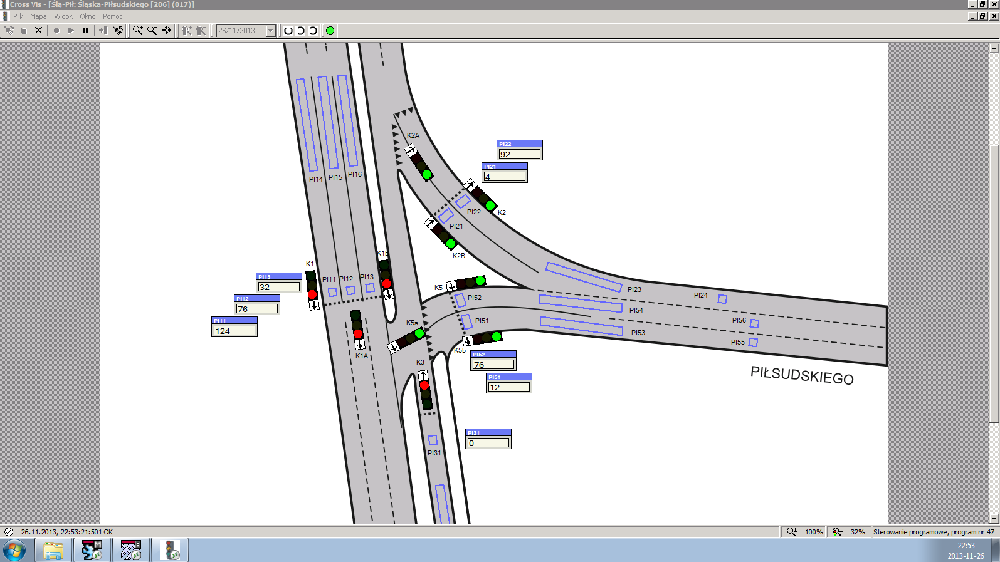 Cross Vis - [Ślą-Pił: Śląska-Piłsudskiego [206] (017)]
Plik Mapa Widok Okno Pomoc
26/11/2013
K2A
PI22
92
PI21
4
PI14
PI15
PI16
PI22
K2
PI21
K2B
K1
K1B
PI13
32
PI11
PI12
PI13
PI12
76
PI11
124
K5
PI52
PI51
K5a
K5b
K1A
K3
PI23
PI54
PI53
PI24
PI56
PI55
PIŁSUDSKIEGO
PI52
76
PI51
12
PI31
0
PI31
26.11.2013, 22:53:21:501 OK
100%
32%
Sterowanie programowe, program nr 47
22:53
2013-11-26